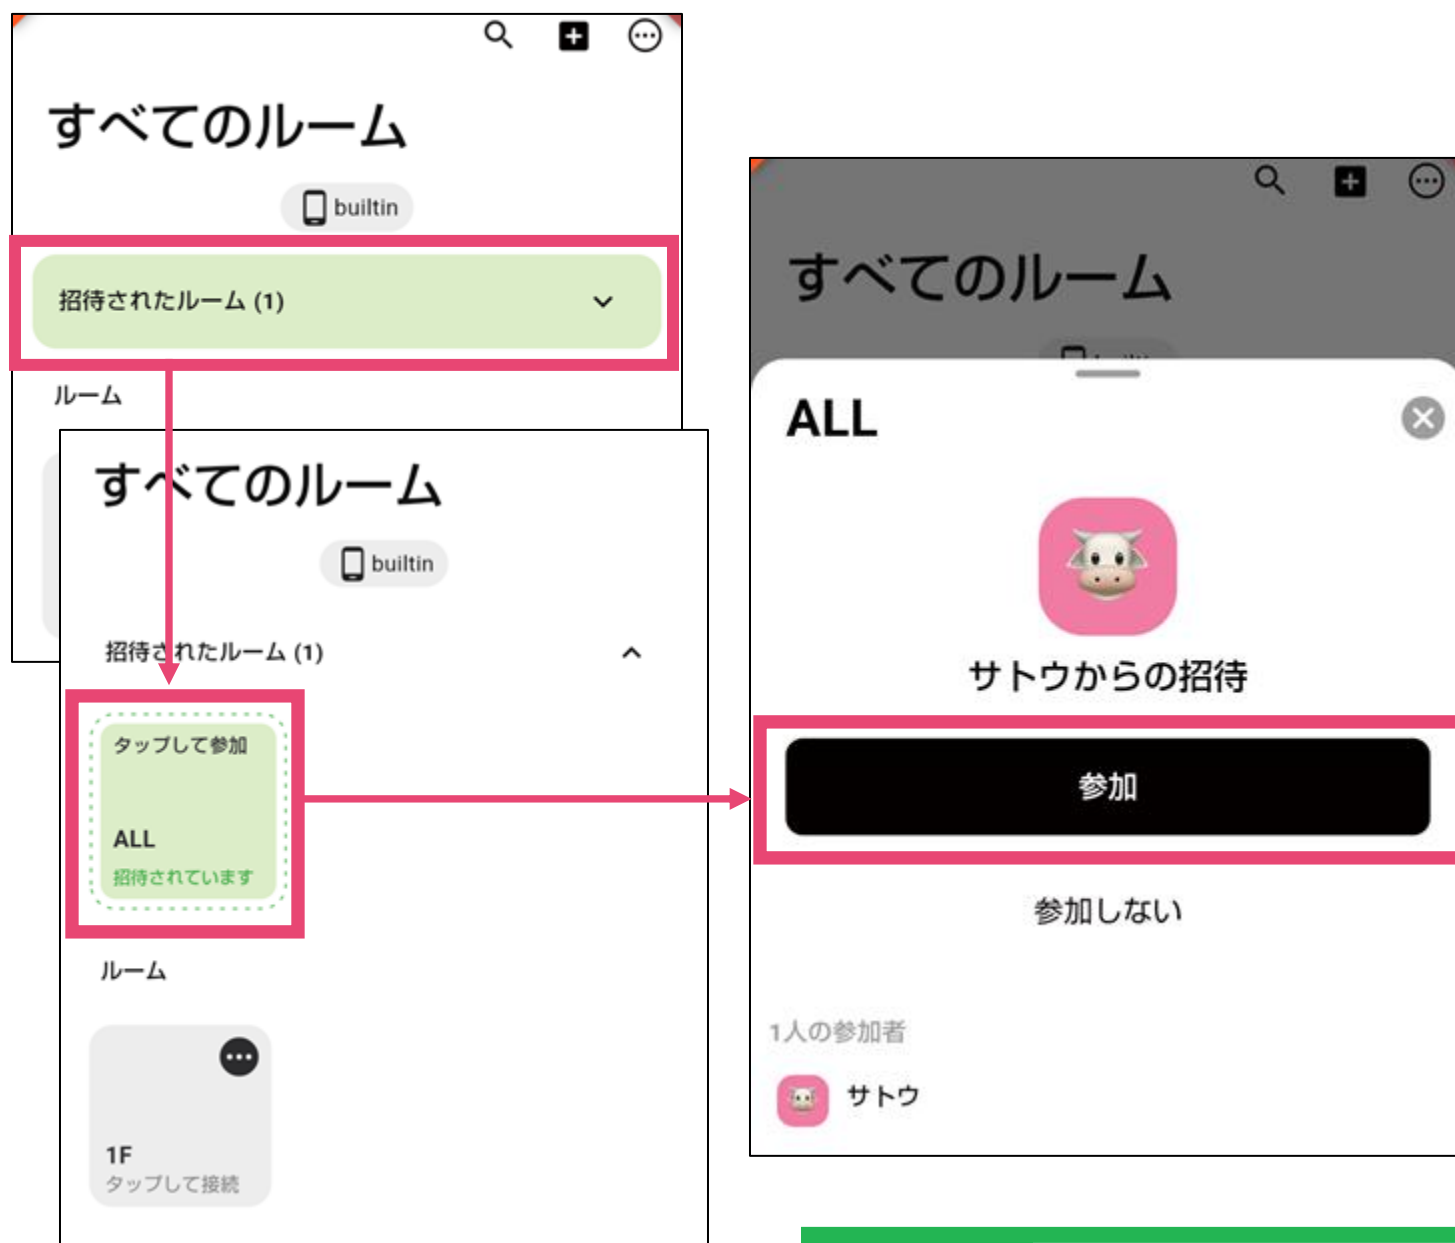 すべてのルーム
builtin
招待されたルーム (1)
ルーム
すべてのルーム
builtin
招待されたルーム (1)
タップして参加
ALL
招待されています
ルーム
1F
タップして接続
すべてのルーム
ALL
サトウからの招待
参加
参加しない
1人の参加者
サトウ